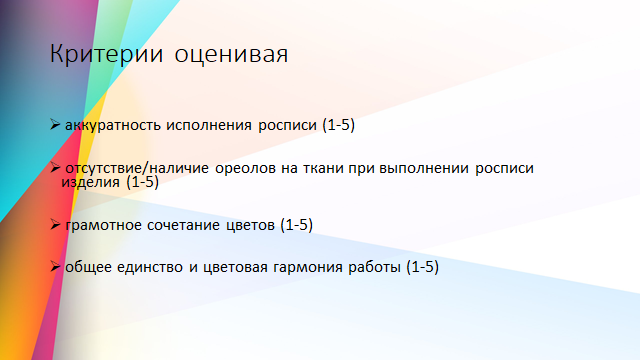 Критерии оценивая
аккуратность исполнения росписи (1-5)
отсутствие/наличие ореолов на ткани при выполнении росписи
изделия (1-5)
грамотное сочетание цветов (1-5)
общее единство и цветовая гармония работы (1-5)